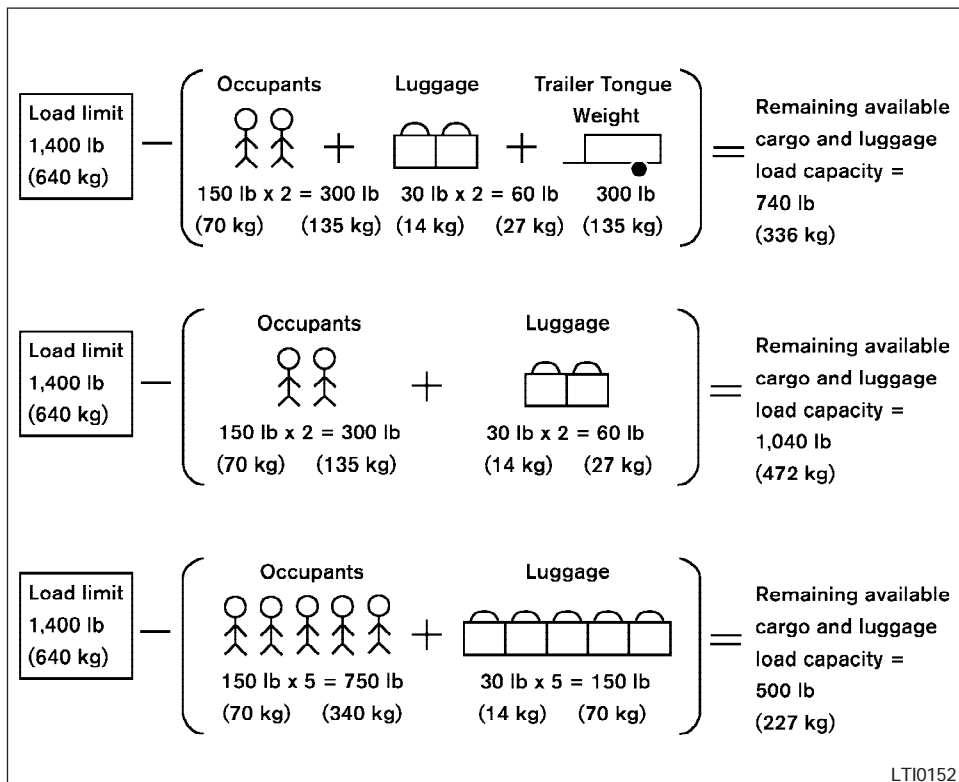 Occupants Luggage Trailer Tongue
Weight
Load limit
1,400 lb
(640 kg)
— ( + + ) =
150 lb x 2 = 300 lb 30 lb x 2 = 60 lb 300 lb
(70 kg) (135 kg) (14 kg) (27 kg) (135 kg)
Remaining available
cargo and luggage
load capacity =
740 lb
(336 kg)
Occupants Luggage
Load limit
1,400 lb
(640 kg)
— ( + ) =
150 lb x 2 = 300 lb 30 lb x 2 = 60 lb
(70 kg) (135 kg) (14 kg) (27 kg)
Remaining available
cargo and luggage
load capacity =
1,040 lb
(472 kg)
Occupants Luggage
Load limit
1,400 lb
(640 kg)
— ( + ) =
150 lb x 5 = 750 lb 30 lb x 5 = 150 lb
(70 kg) (340 kg) (14 kg) (70 kg)
Remaining available
cargo and luggage
load capacity =
500 lb
(227 kg)
LTI0152